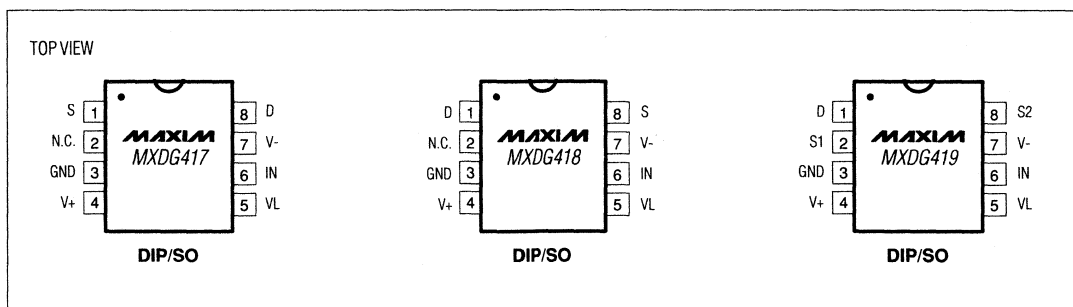 TOP VIEW
S 1 8 D
N.C. 2 MAXIM 7 V-
MXDG417
GND 3 6 IN
V+ 4 5 VL
DIP/SO
D 1 8 S
N.C. 2 MAXIM 7 V-
MXDG418
GND 3 6 IN
V+ 4 5 VL
DIP/SO
D 1 8 S2
S1 2 MAXIM 7 V-
MXDG419
GND 3 6 IN
V+ 4 5 VL
DIP/SO